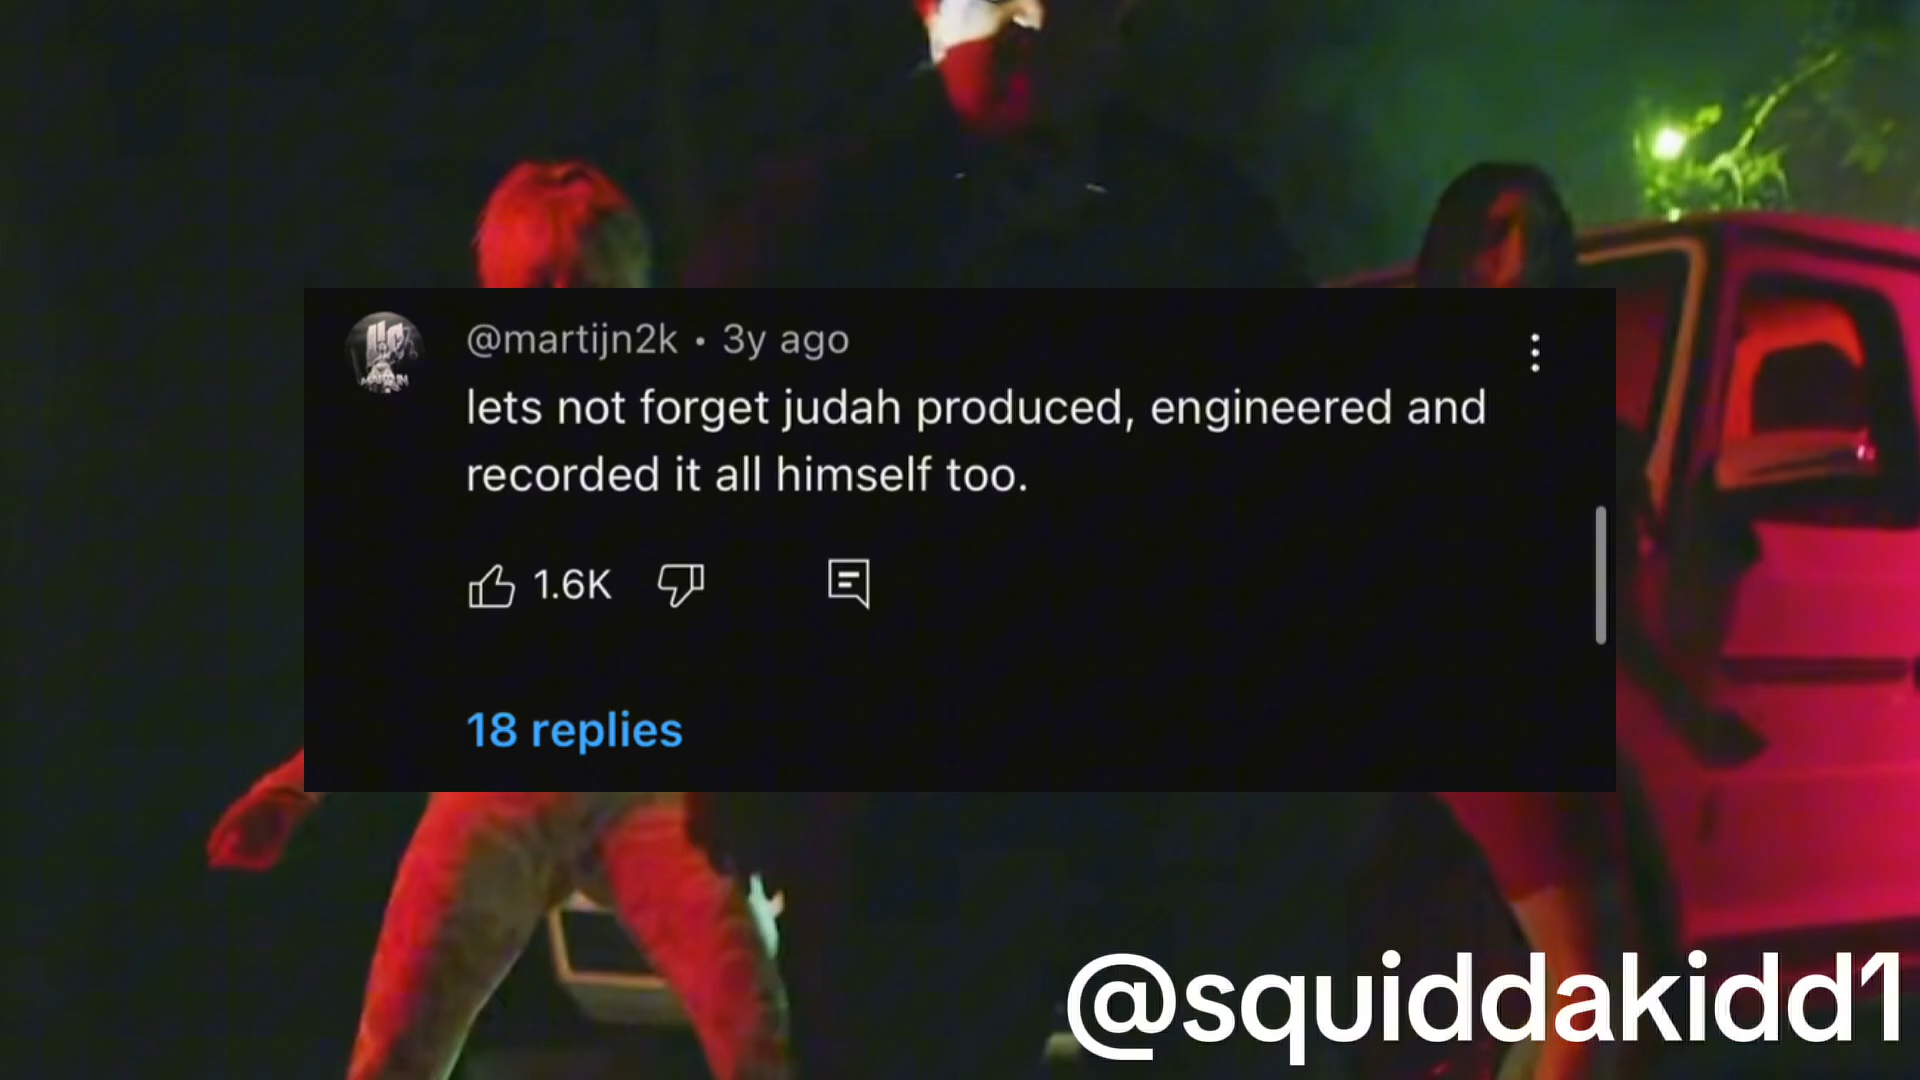 @martijn2k • 3y ago
lets not forget judah produced, engineered and
recorded it all himself too.
1.6K
18 replies
@squiddakidd1